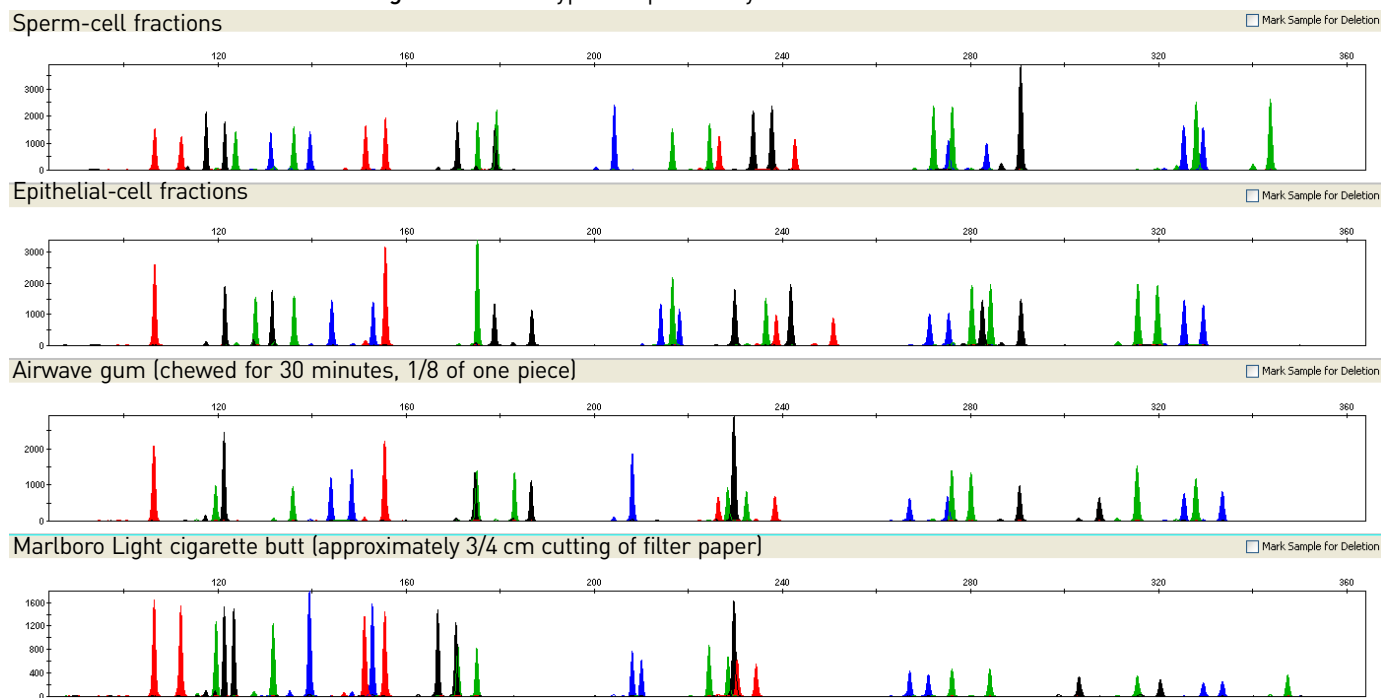 Sperm-cell fractions
Mark Sample for Deletion
120 160 200 240 280 320 360
3000
2000
1000
0
Epithelial-cell fractions
Mark Sample for Deletion
120 160 200 240 280 320 360
3000
2000
1000
0
Airwave gum (chewed for 30 minutes, 1/8 of one piece)
Mark Sample for Deletion
120 160 200 240 280 320 360
2000
1000
0
Marlboro Light cigarette butt (approximately 3/4 cm cutting of filter paper)
Mark Sample for Deletion
120 160 200 240 280 320 360
1600
1200
800
400
0